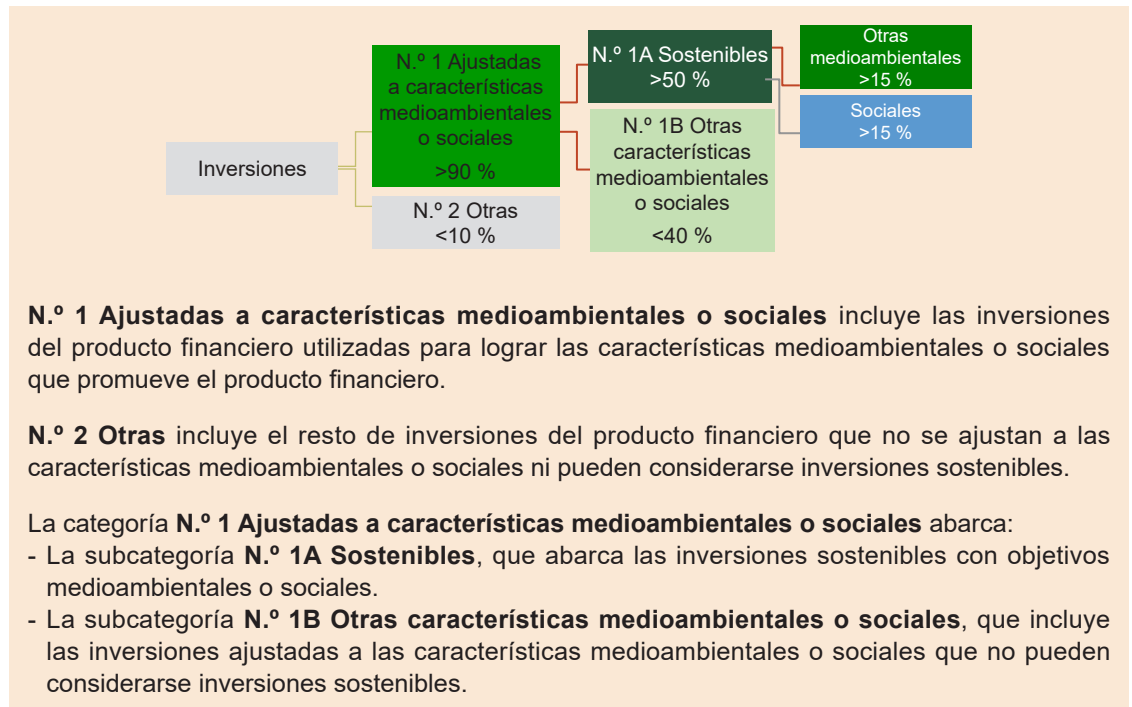 Inversiones
N.º 1 Ajustadas
a características
medioambientales
o sociales
>90 %
N.º 2 Otras
<10 %
N.º 1A Sostenibles
>50 %
N.º 1B Otras
características
medioambientales
o sociales
<40 %
Otras
medioambientales
>15 %
Sociales
>15 %
N.º 1 Ajustadas a características medioambientales o sociales incluye las inversiones
del producto financiero utilizadas para lograr las características medioambientales o sociales
que promueve el producto financiero.
N.º 2 Otras incluye el resto de inversiones del producto financiero que no se ajustan a las
características medioambientales o sociales ni pueden considerarse inversiones sostenibles.
La categoría N.º 1 Ajustadas a características medioambientales o sociales abarca:
- La subcategoría N.º 1A Sostenibles, que abarca las inversiones sostenibles con objetivos
medioambientales o sociales.
- La subcategoría N.º 1B Otras características medioambientales o sociales, que incluye
las inversiones ajustadas a las características medioambientales o sociales que no pueden
considerarse inversiones sostenibles.